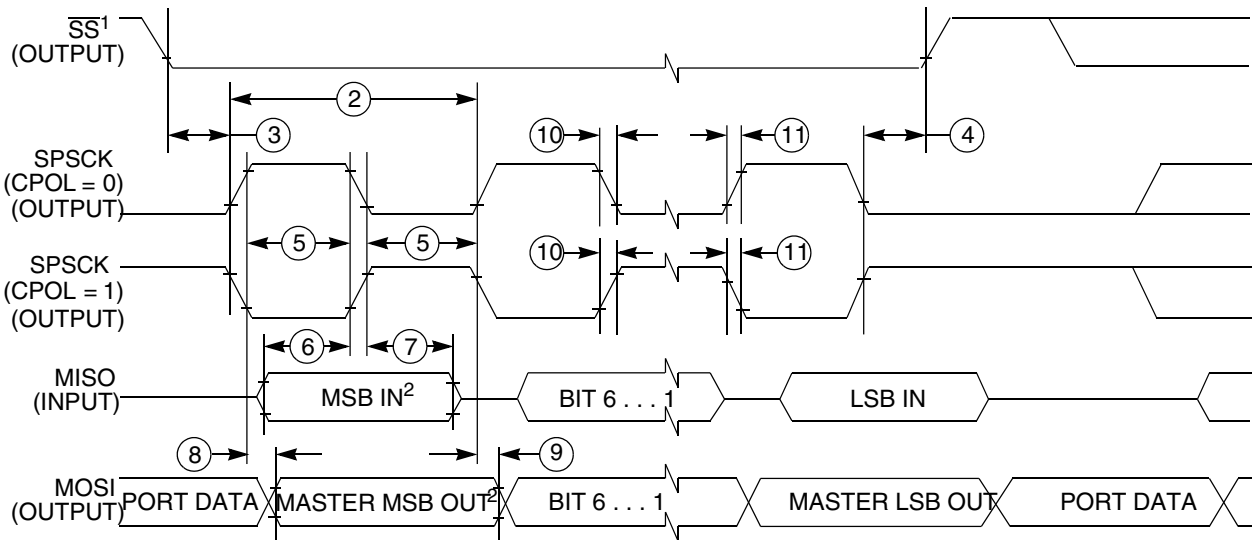 SS¹
(OUTPUT)
2
3
10
11
4
SPSCK
(CPOL = 0)
(OUTPUT)
5
5
10
11
SPSCK
(CPOL = 1)
(OUTPUT)
6
7
MISO
(INPUT)
MSB IN²
BIT 6 . . . 1
LSB IN
8
9
MOSI
(OUTPUT)
PORT DATA
MASTER MSB OUT²
BIT 6 . . . 1
MASTER LSB OUT
PORT DATA